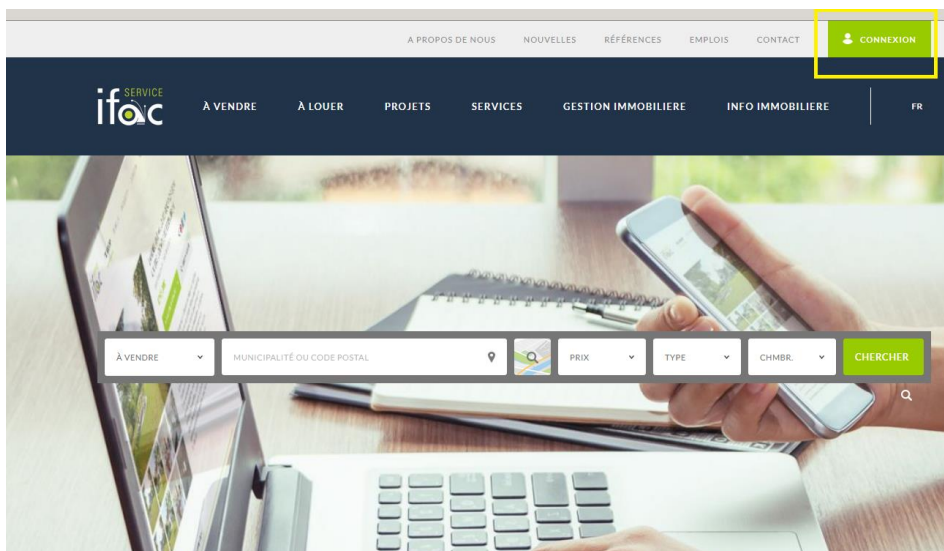 A PROPOS DE NOUS NOUVELLES RÉFÉRENCES EMPLOIS CONTACT CONNEXION
SERVICE
ifac
À VENDRE À LOUER PROJETS SERVICES GESTION IMMOBILIERE INFO IMMOBILIERE FR
À VENDRE MUNICIPALITÉ OU CODE POSTAL PRIX TYPE CHMBR. CHERCHER